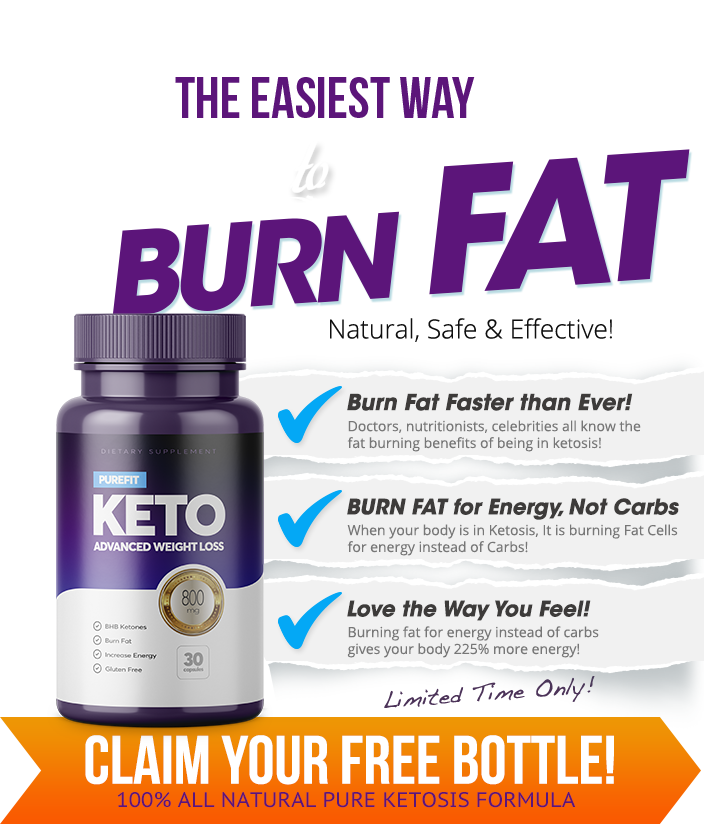 THE EASIEST WAY
to
BURN FAT
Natural, Safe & Effective!
Burn Fat Faster than Ever!
Doctors, nutritionists, celebrities all know the
fat burning benefits of being in ketosis!
BURN FAT for Energy, Not Carbs
When your body is in Ketosis, It is burning Fat Cells
for energy instead of Carbs!
Love the Way You Feel!
Burning fat for energy instead of carbs
gives your body 225% more energy!
DIETARY SUPPLEMENT
PUREFIT
KETO
ADVANCED WEIGHT LOSS
800
mg
BHB Ketones
Burn Fat
Increase Energy
Gluten Free
30
capsules
Limited Time Only!
CLAIM YOUR FREE BOTTLE!
100% ALL NATURAL PURE KETOSIS FORMULA